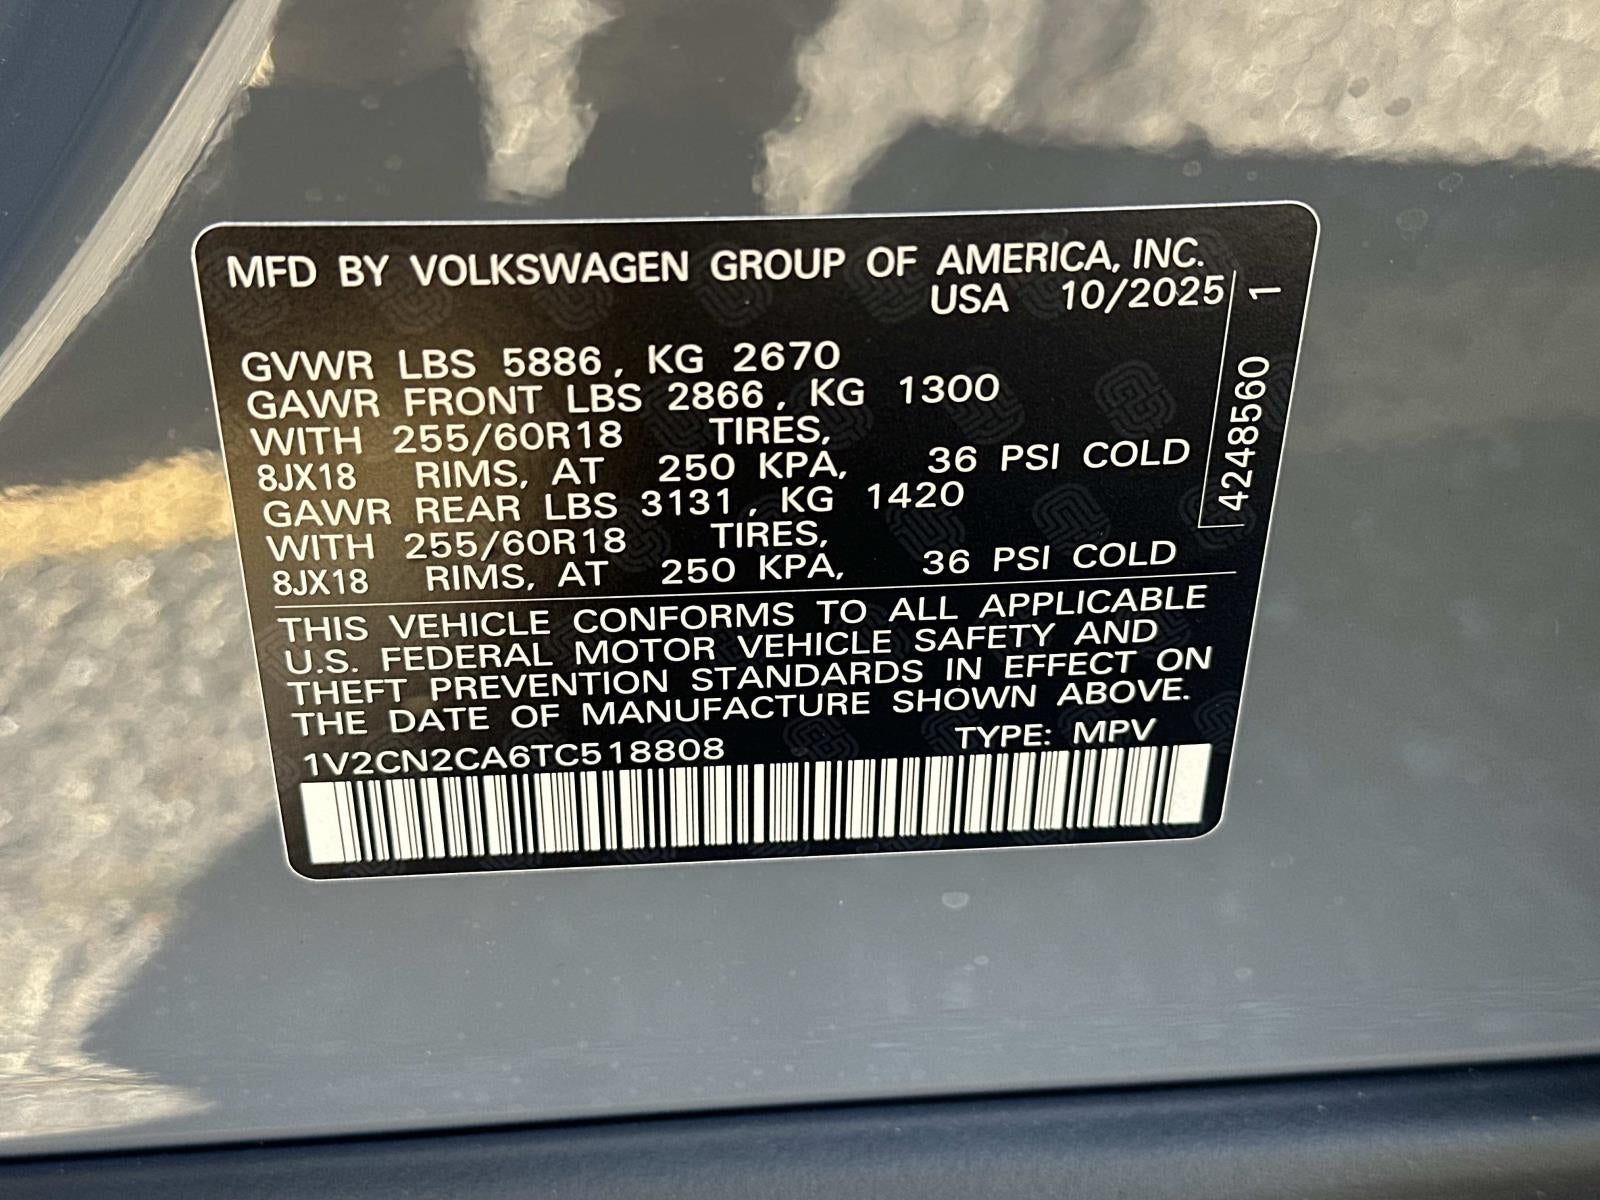 MFD BY VOLKSWAGEN GROUP OF AMERICA, INC.
USA 10/2025
GVWR LBS 5886, KG 2670
GAWR FRONT LBS 2866, KG 1300
WITH 255/60R18 TIRES,
8JX18 RIMS, AT 250 KPA, 36 PSI COLD
GAWR REAR LBS 3131, KG 1420
WITH 255/60R18 TIRES,
8JX18 RIMS, AT 250 KPA, 36 PSI COLD
THIS VEHICLE CONFORMS TO ALL APPLICABLE
U.S. FEDERAL MOTOR VEHICLE SAFETY AND
THEFT PREVENTION STANDARDS IN EFFECT ON
THE DATE OF MANUFACTURE SHOWN ABOVE.
1V2CN2CA6TC518808 TYPE: MPV
4248560 1